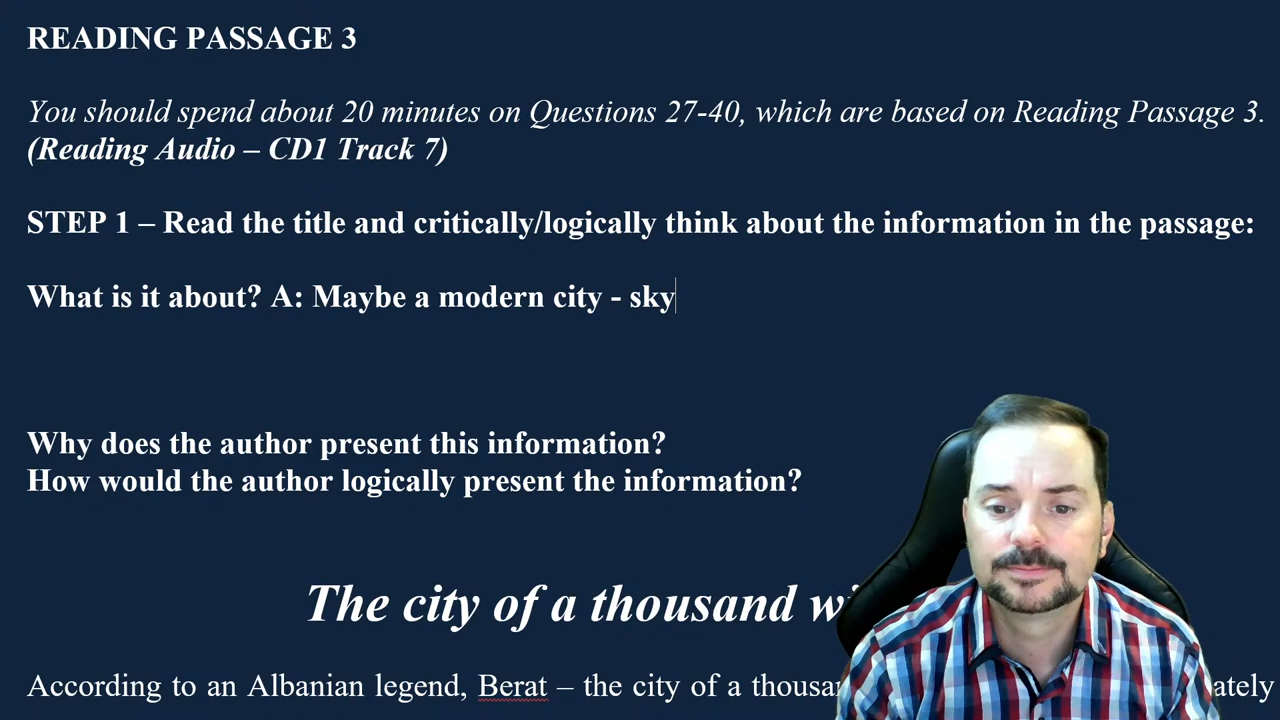 READING PASSAGE 3
You should spend about 20 minutes on Questions 27-40, which are based on Reading Passage 3.
(Reading Audio – CD1 Track 7)
STEP 1 – Read the title and critically/logically think about the information in the passage:
What is it about? A: Maybe a modern city - sky
Why does the author present this information?
How would the author logically present the information?
The city of a thousand
According to an Albanian legend, Berat – the city of a